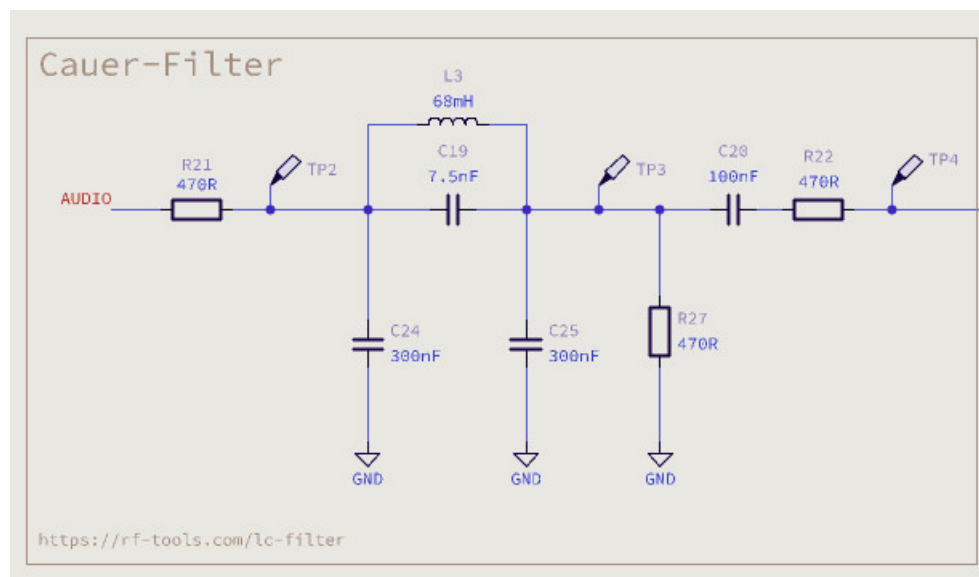 Cauer-Filter
L3
68mH
C19
7.5nF
R21
470R
TP2
TP3
C20
100nF
R22
470R
TP4
AUDIO
C24
300nF
C25
300nF
R27
470R
GND
GND
GND
https://rf-tools.com/lc-filter